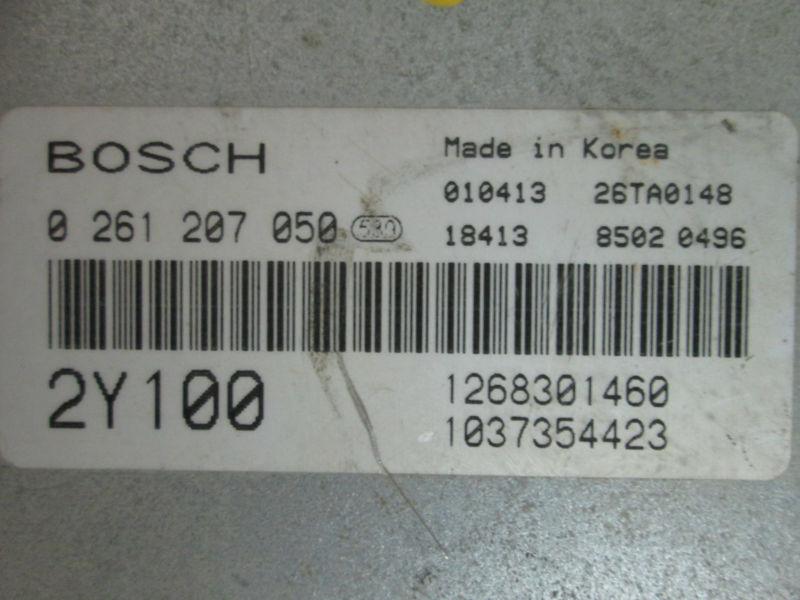 BOSCH
Made in Korea
010413 26TA0148
0 261 207 050
18413 8502 0496
2Y100
1268301460
1037354423